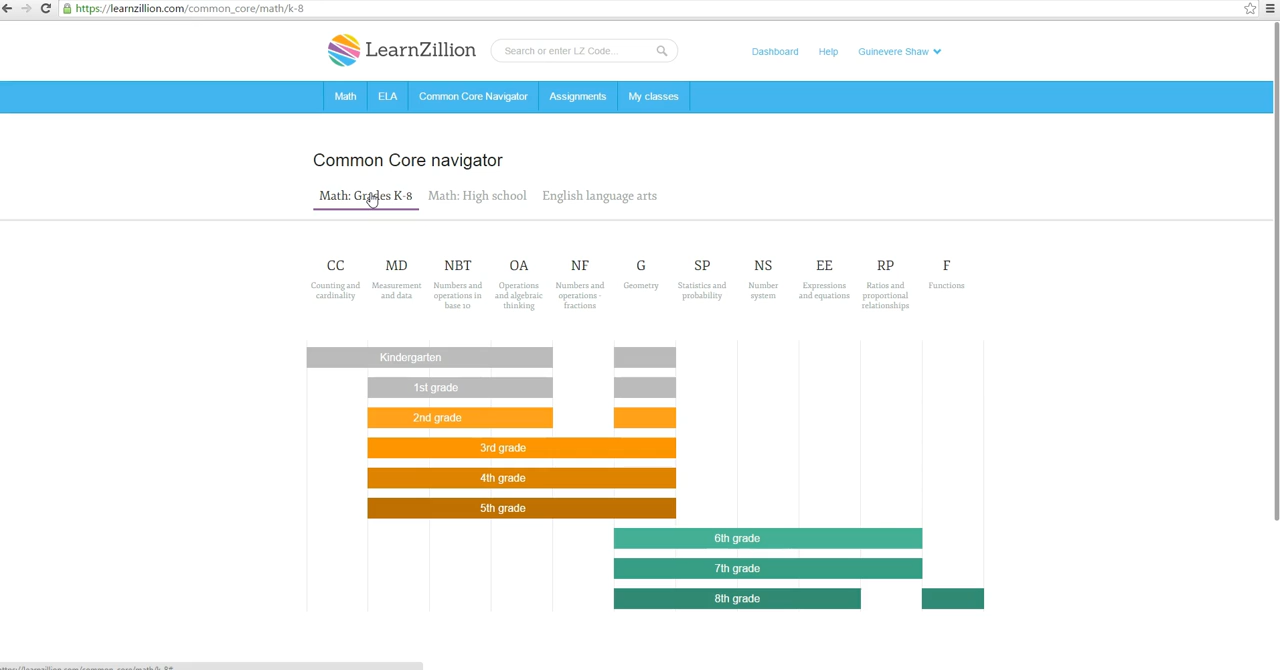 https://learnzillion.com/common_core/math/k-8
LearnZillion
Search or enter LZ Code...
Dashboard
Help
Guinevere Shaw
Math
ELA
Common Core Navigator
Assignments
My classes
Common Core navigator
Math: Grades K-8
Math: High school
English language arts
CC
MD
NBT
OA
NF
G
SP
NS
EE
RP
F
Counting and
cardinality
Measurement
and data
Numbers and
operations in
base 10
Operations
and algebraic
thinking
Numbers and
operations -
fractions
Geometry
Statistics and
probability
Number
system
Expressions
and equations
Ratios and
proportional
relationships
Functions
Kindergarten
1st grade
2nd grade
3rd grade
4th grade
5th grade
6th grade
7th grade
8th grade